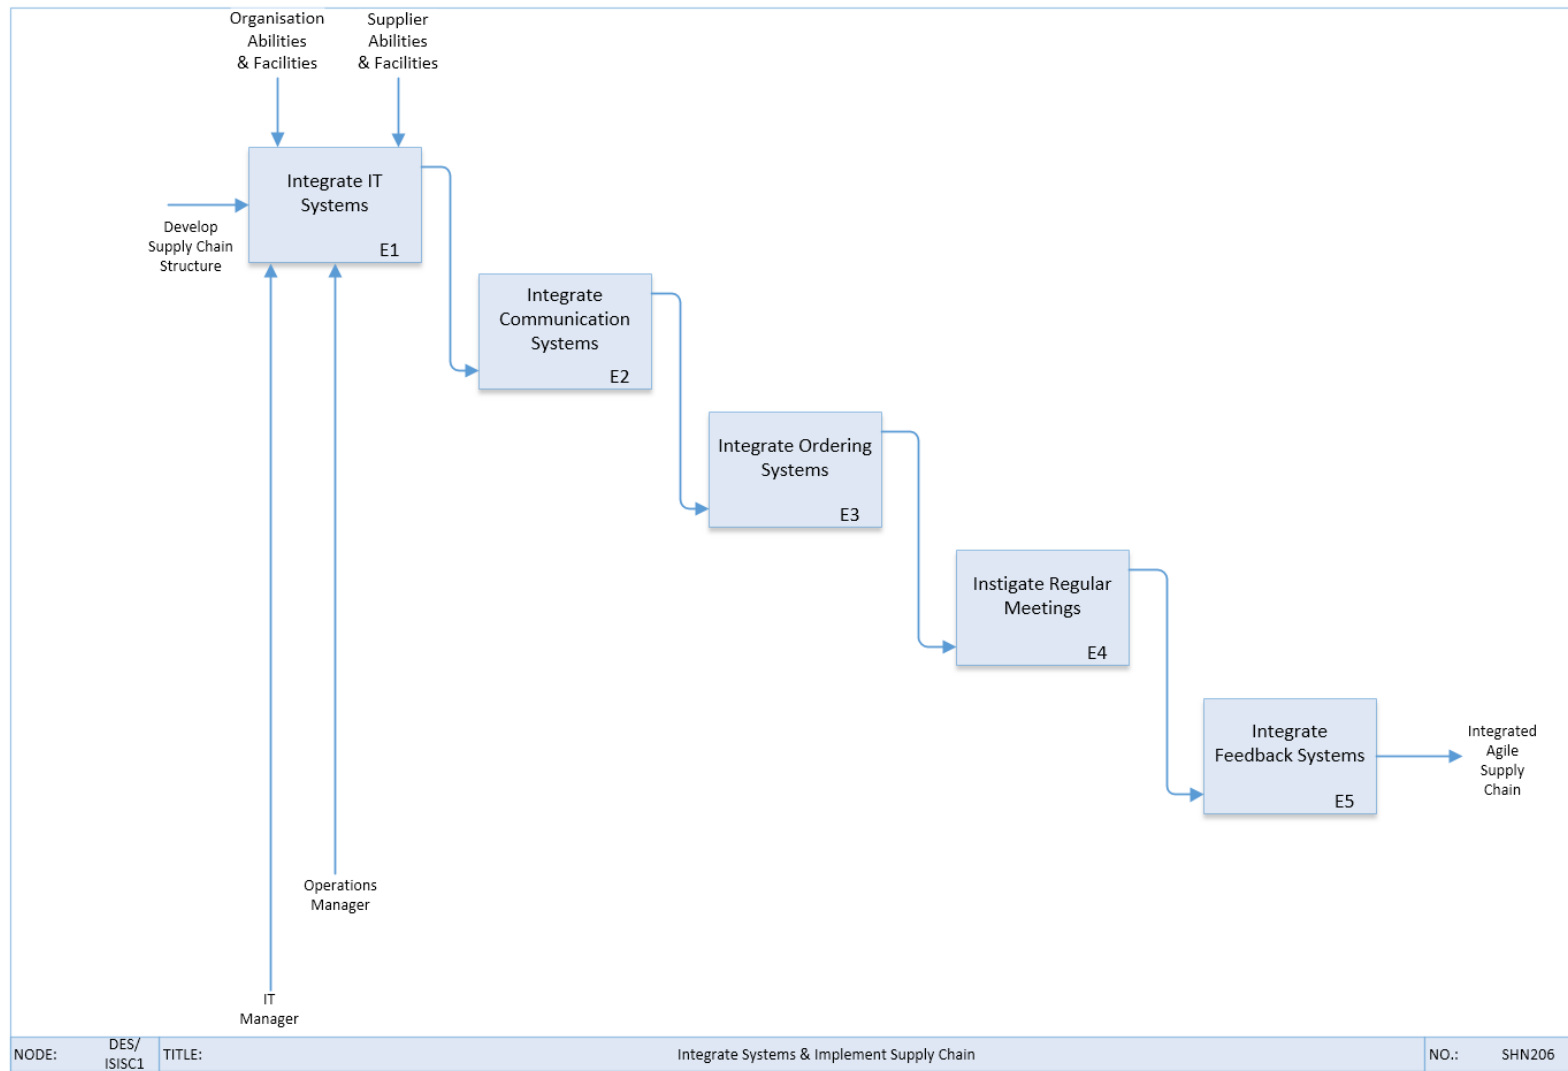 Organisation
Abilities
& Facilities
Supplier
Abilities
& Facilities
Integrate IT
Systems
E1
Develop
Supply Chain
Structure
Integrate
Communication
Systems
E2
Integrate Ordering
Systems
E3
Instigate Regular
Meetings
E4
Integrate
Feedback Systems
E5
Integrated
Agile
Supply
Chain
Operations
Manager
IT
Manager
NODE:
DES/
ISISC1
TITLE:
Integrate Systems & Implement Supply Chain
NO.:
SHN206